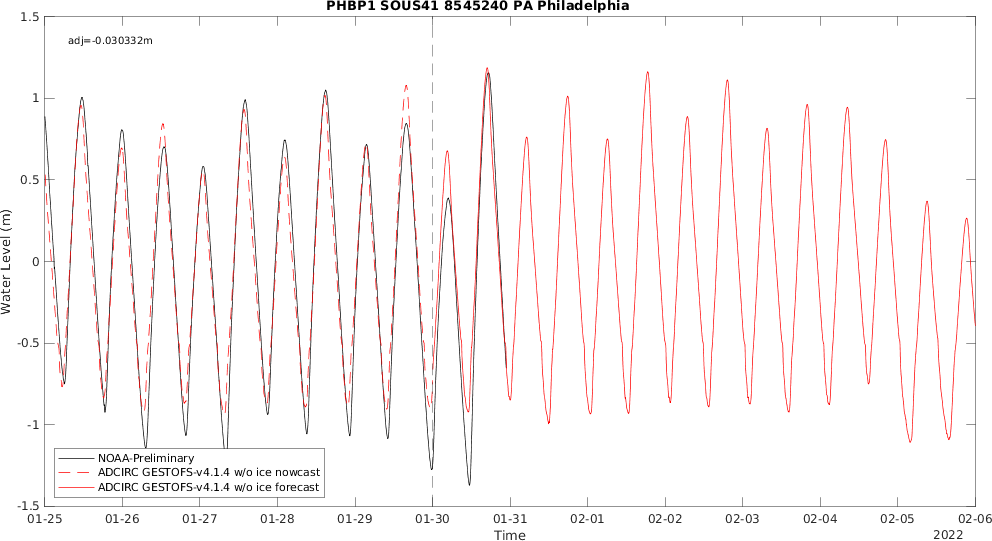 PHBP1 SOUS41 8545240 PA Philadelphia
adj=-0.030332m
1.5
1
0.5
0
-0.5
-1
-1.5
Water Level (m)
NOAA-Preliminary
ADCIRC GESTOFS-v4.1.4 w/o ice nowcast
ADCIRC GESTOFS-v4.1.4 w/o ice forecast
01-25 01-26 01-27 01-28 01-29 01-30 01-31 02-01 02-02 02-03 02-04 02-05 02-06
Time
2022